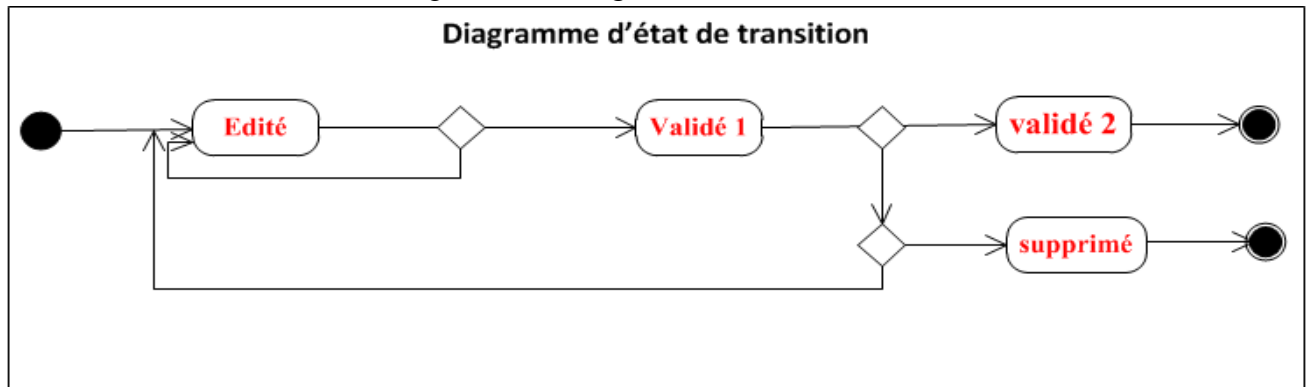 Diagramme d'état de transition
Edité
Validé 1
validé 2
supprimé